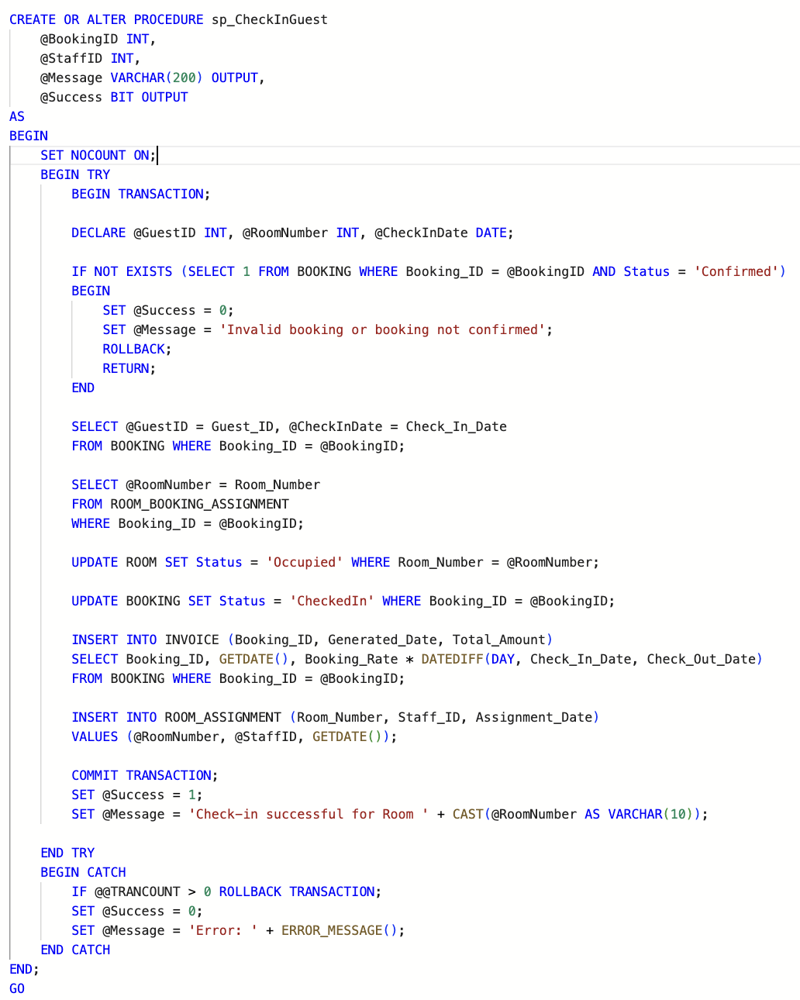 CREATE OR ALTER PROCEDURE sp_CheckInGuest
    @BookingID INT,
    @StaffID INT,
    @Message VARCHAR(200) OUTPUT,
    @Success BIT OUTPUT
AS
BEGIN
    SET NOCOUNT ON;
    BEGIN TRY
        BEGIN TRANSACTION;

        DECLARE @GuestID INT, @RoomNumber INT, @CheckInDate DATE;

        IF NOT EXISTS (SELECT 1 FROM BOOKING WHERE Booking_ID = @BookingID AND Status = 'Confirmed')
        BEGIN
            SET @Success = 0;
            SET @Message = 'Invalid booking or booking not confirmed';
            ROLLBACK;
            RETURN;
        END

        SELECT @GuestID = Guest_ID, @CheckInDate = Check_In_Date
        FROM BOOKING WHERE Booking_ID = @BookingID;

        SELECT @RoomNumber = Room_Number
        FROM ROOM_BOOKING_ASSIGNMENT
        WHERE Booking_ID = @BookingID;

        UPDATE ROOM SET Status = 'Occupied' WHERE Room_Number = @RoomNumber;

        UPDATE BOOKING SET Status = 'CheckedIn' WHERE Booking_ID = @BookingID;

        INSERT INTO INVOICE (Booking_ID, Generated_Date, Total_Amount)
        SELECT Booking_ID, GETDATE(), Booking_Rate * DATEDIFF(DAY, Check_In_Date, Check_Out_Date)
        FROM BOOKING WHERE Booking_ID = @BookingID;

        INSERT INTO ROOM_ASSIGNMENT (Room_Number, Staff_ID, Assignment_Date)
        VALUES (@RoomNumber, @StaffID, GETDATE());

        COMMIT TRANSACTION;
        SET @Success = 1;
        SET @Message = 'Check-in successful for Room ' + CAST(@RoomNumber AS VARCHAR(10));

    END TRY
    BEGIN CATCH
        IF @@TRANCOUNT > 0 ROLLBACK TRANSACTION;
        SET @Success = 0;
        SET @Message = 'Error: ' + ERROR_MESSAGE();
    END CATCH
END;
GO